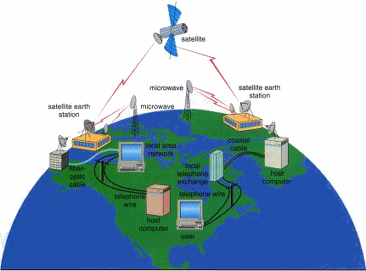 satellite
microwave
satellite earth
station
satellite earth
station
microwave
coaxial
cable
local area
network
fiber-
optic
cable
local
telephone
exchange
host
computer
telephone
wire
telephone wire
host
computer
user